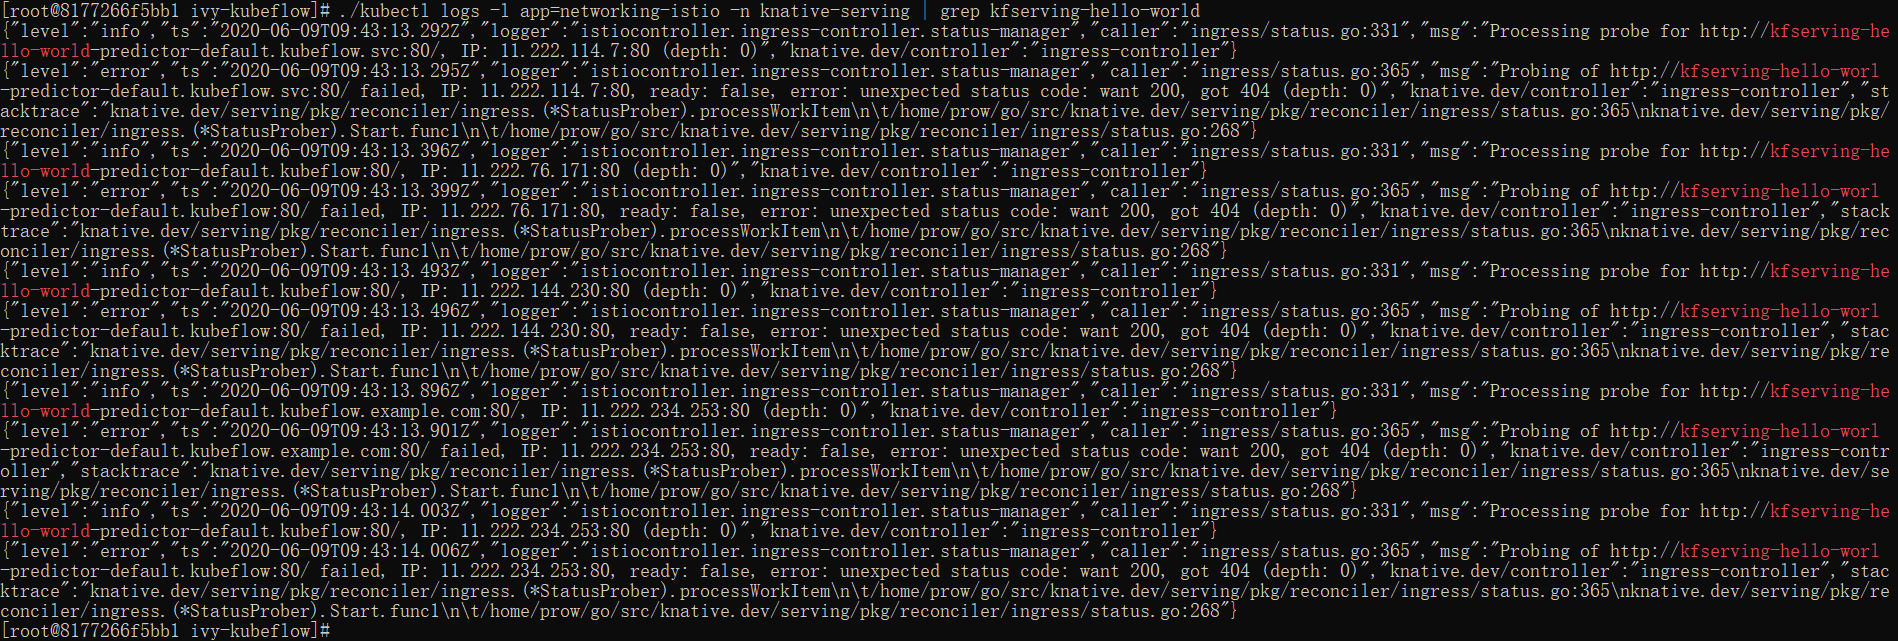 [root@8177266f5bb1 ivy-kubeflow]# ./kubectl logs -l app=networking-istio -n knative-serving | grep kfserving-hello-world
{"level":"info","ts":"2020-06-09T09:43:13.292Z","logger":"istiocontroller.ingress-controller.status-manager","caller":"ingress/status.go:331","msg":"Processing probe for http://kfserving-he
llo-world-predictor-default.kubeflow.svc:80/, IP: 11.222.114.7:80 (depth: 0)","knative.dev/controller":"ingress-controller"}
{"level":"error","ts":"2020-06-09T09:43:13.295Z","logger":"istiocontroller.ingress-controller.status-manager","caller":"ingress/status.go:365","msg":"Probing of http://kfserving-hello-worl
-predictor-default.kubeflow.svc:80/ failed, IP: 11.222.114.7:80, ready: false, error: unexpected status code: want 200, got 404 (depth: 0)","knative.dev/controller":"ingress-controller","st
acktrace":"knative.dev/serving/pkg/reconciler/ingress.(*StatusProber).processWorkItem\n\t/home/prow/go/src/knative.dev/serving/pkg/reconciler/ingress/status.go:365\nknative.dev/serving/pkg/
reconciler/ingress.(*StatusProber).Start.func1\n\t/home/prow/go/src/knative.dev/serving/pkg/reconciler/ingress/status.go:268"}
{"level":"info","ts":"2020-06-09T09:43:13.396Z","logger":"istiocontroller.ingress-controller.status-manager","caller":"ingress/status.go:331","msg":"Processing probe for http://kfserving-he
llo-world-predictor-default.kubeflow:80/, IP: 11.222.76.171:80 (depth: 0)","knative.dev/controller":"ingress-controller"}
{"level":"error","ts":"2020-06-09T09:43:13.399Z","logger":"istiocontroller.ingress-controller.status-manager","caller":"ingress/status.go:365","msg":"Probing of http://kfserving-hello-worl
-predictor-default.kubeflow:80/ failed, IP: 11.222.76.171:80, ready: false, error: unexpected status code: want 200, got 404 (depth: 0)","knative.dev/controller":"ingress-controller","stack
trace":"knative.dev/serving/pkg/reconciler/ingress.(*StatusProber).processWorkItem\n\t/home/prow/go/src/knative.dev/serving/pkg/reconciler/ingress/status.go:365\nknative.dev/serving/pkg/rec
onciler/ingress.(*StatusProber).Start.func1\n\t/home/prow/go/src/knative.dev/serving/pkg/reconciler/ingress/status.go:268"}
{"level":"info","ts":"2020-06-09T09:43:13.493Z","logger":"istiocontroller.ingress-controller.status-manager","caller":"ingress/status.go:331","msg":"Processing probe for http://kfserving-he
llo-world-predictor-default.kubeflow:80/, IP: 11.222.144.230:80 (depth: 0)","knative.dev/controller":"ingress-controller"}
{"level":"error","ts":"2020-06-09T09:43:13.496Z","logger":"istiocontroller.ingress-controller.status-manager","caller":"ingress/status.go:365","msg":"Probing of http://kfserving-hello-worl
-predictor-default.kubeflow:80/ failed, IP: 11.222.144.230:80, ready: false, error: unexpected status code: want 200, got 404 (depth: 0)","knative.dev/controller":"ingress-controller","stac
ktrace":"knative.dev/serving/pkg/reconciler/ingress.(*StatusProber).processWorkItem\n\t/home/prow/go/src/knative.dev/serving/pkg/reconciler/ingress/status.go:365\nknative.dev/serving/pkg/re
conciler/ingress.(*StatusProber).Start.func1\n\t/home/prow/go/src/knative.dev/serving/pkg/reconciler/ingress/status.go:268"}
{"level":"info","ts":"2020-06-09T09:43:13.896Z","logger":"istiocontroller.ingress-controller.status-manager","caller":"ingress/status.go:331","msg":"Processing probe for http://kfserving-he
llo-world-predictor-default.kubeflow.example.com:80/, IP: 11.222.234.253:80 (depth: 0)","knative.dev/controller":"ingress-controller"}
{"level":"error","ts":"2020-06-09T09:43:13.901Z","logger":"istiocontroller.ingress-controller.status-manager","caller":"ingress/status.go:365","msg":"Probing of http://kfserving-hello-worl
-predictor-default.kubeflow.example.com:80/ failed, IP: 11.222.234.253:80, ready: false, error: unexpected status code: want 200, got 404 (depth: 0)","knative.dev/controller":"ingress-contr
oller","stacktrace":"knative.dev/serving/pkg/reconciler/ingress.(*StatusProber).processWorkItem\n\t/home/prow/go/src/knative.dev/serving/pkg/reconciler/ingress/status.go:365\nknative.dev/se
rving/pkg/reconciler/ingress.(*StatusProber).Start.func1\n\t/home/prow/go/src/knative.dev/serving/pkg/reconciler/ingress/status.go:268"}
{"level":"info","ts":"2020-06-09T09:43:14.003Z","logger":"istiocontroller.ingress-controller.status-manager","caller":"ingress/status.go:331","msg":"Processing probe for http://kfserving-he
llo-world-predictor-default.kubeflow:80/, IP: 11.222.234.253:80 (depth: 0)","knative.dev/controller":"ingress-controller"}
{"level":"error","ts":"2020-06-09T09:43:14.006Z","logger":"istiocontroller.ingress-controller.status-manager","caller":"ingress/status.go:365","msg":"Probing of http://kfserving-hello-worl
-predictor-default.kubeflow:80/ failed, IP: 11.222.234.253:80, ready: false, error: unexpected status code: want 200, got 404 (depth: 0)","knative.dev/controller":"ingress-controller","stac
ktrace":"knative.dev/serving/pkg/reconciler/ingress.(*StatusProber).processWorkItem\n\t/home/prow/go/src/knative.dev/serving/pkg/reconciler/ingress/status.go:365\nknative.dev/serving/pkg/re
conciler/ingress.(*StatusProber).Start.func1\n\t/home/prow/go/src/knative.dev/serving/pkg/reconciler/ingress/status.go:268"}
[root@8177266f5bb1 ivy-kubeflow]#